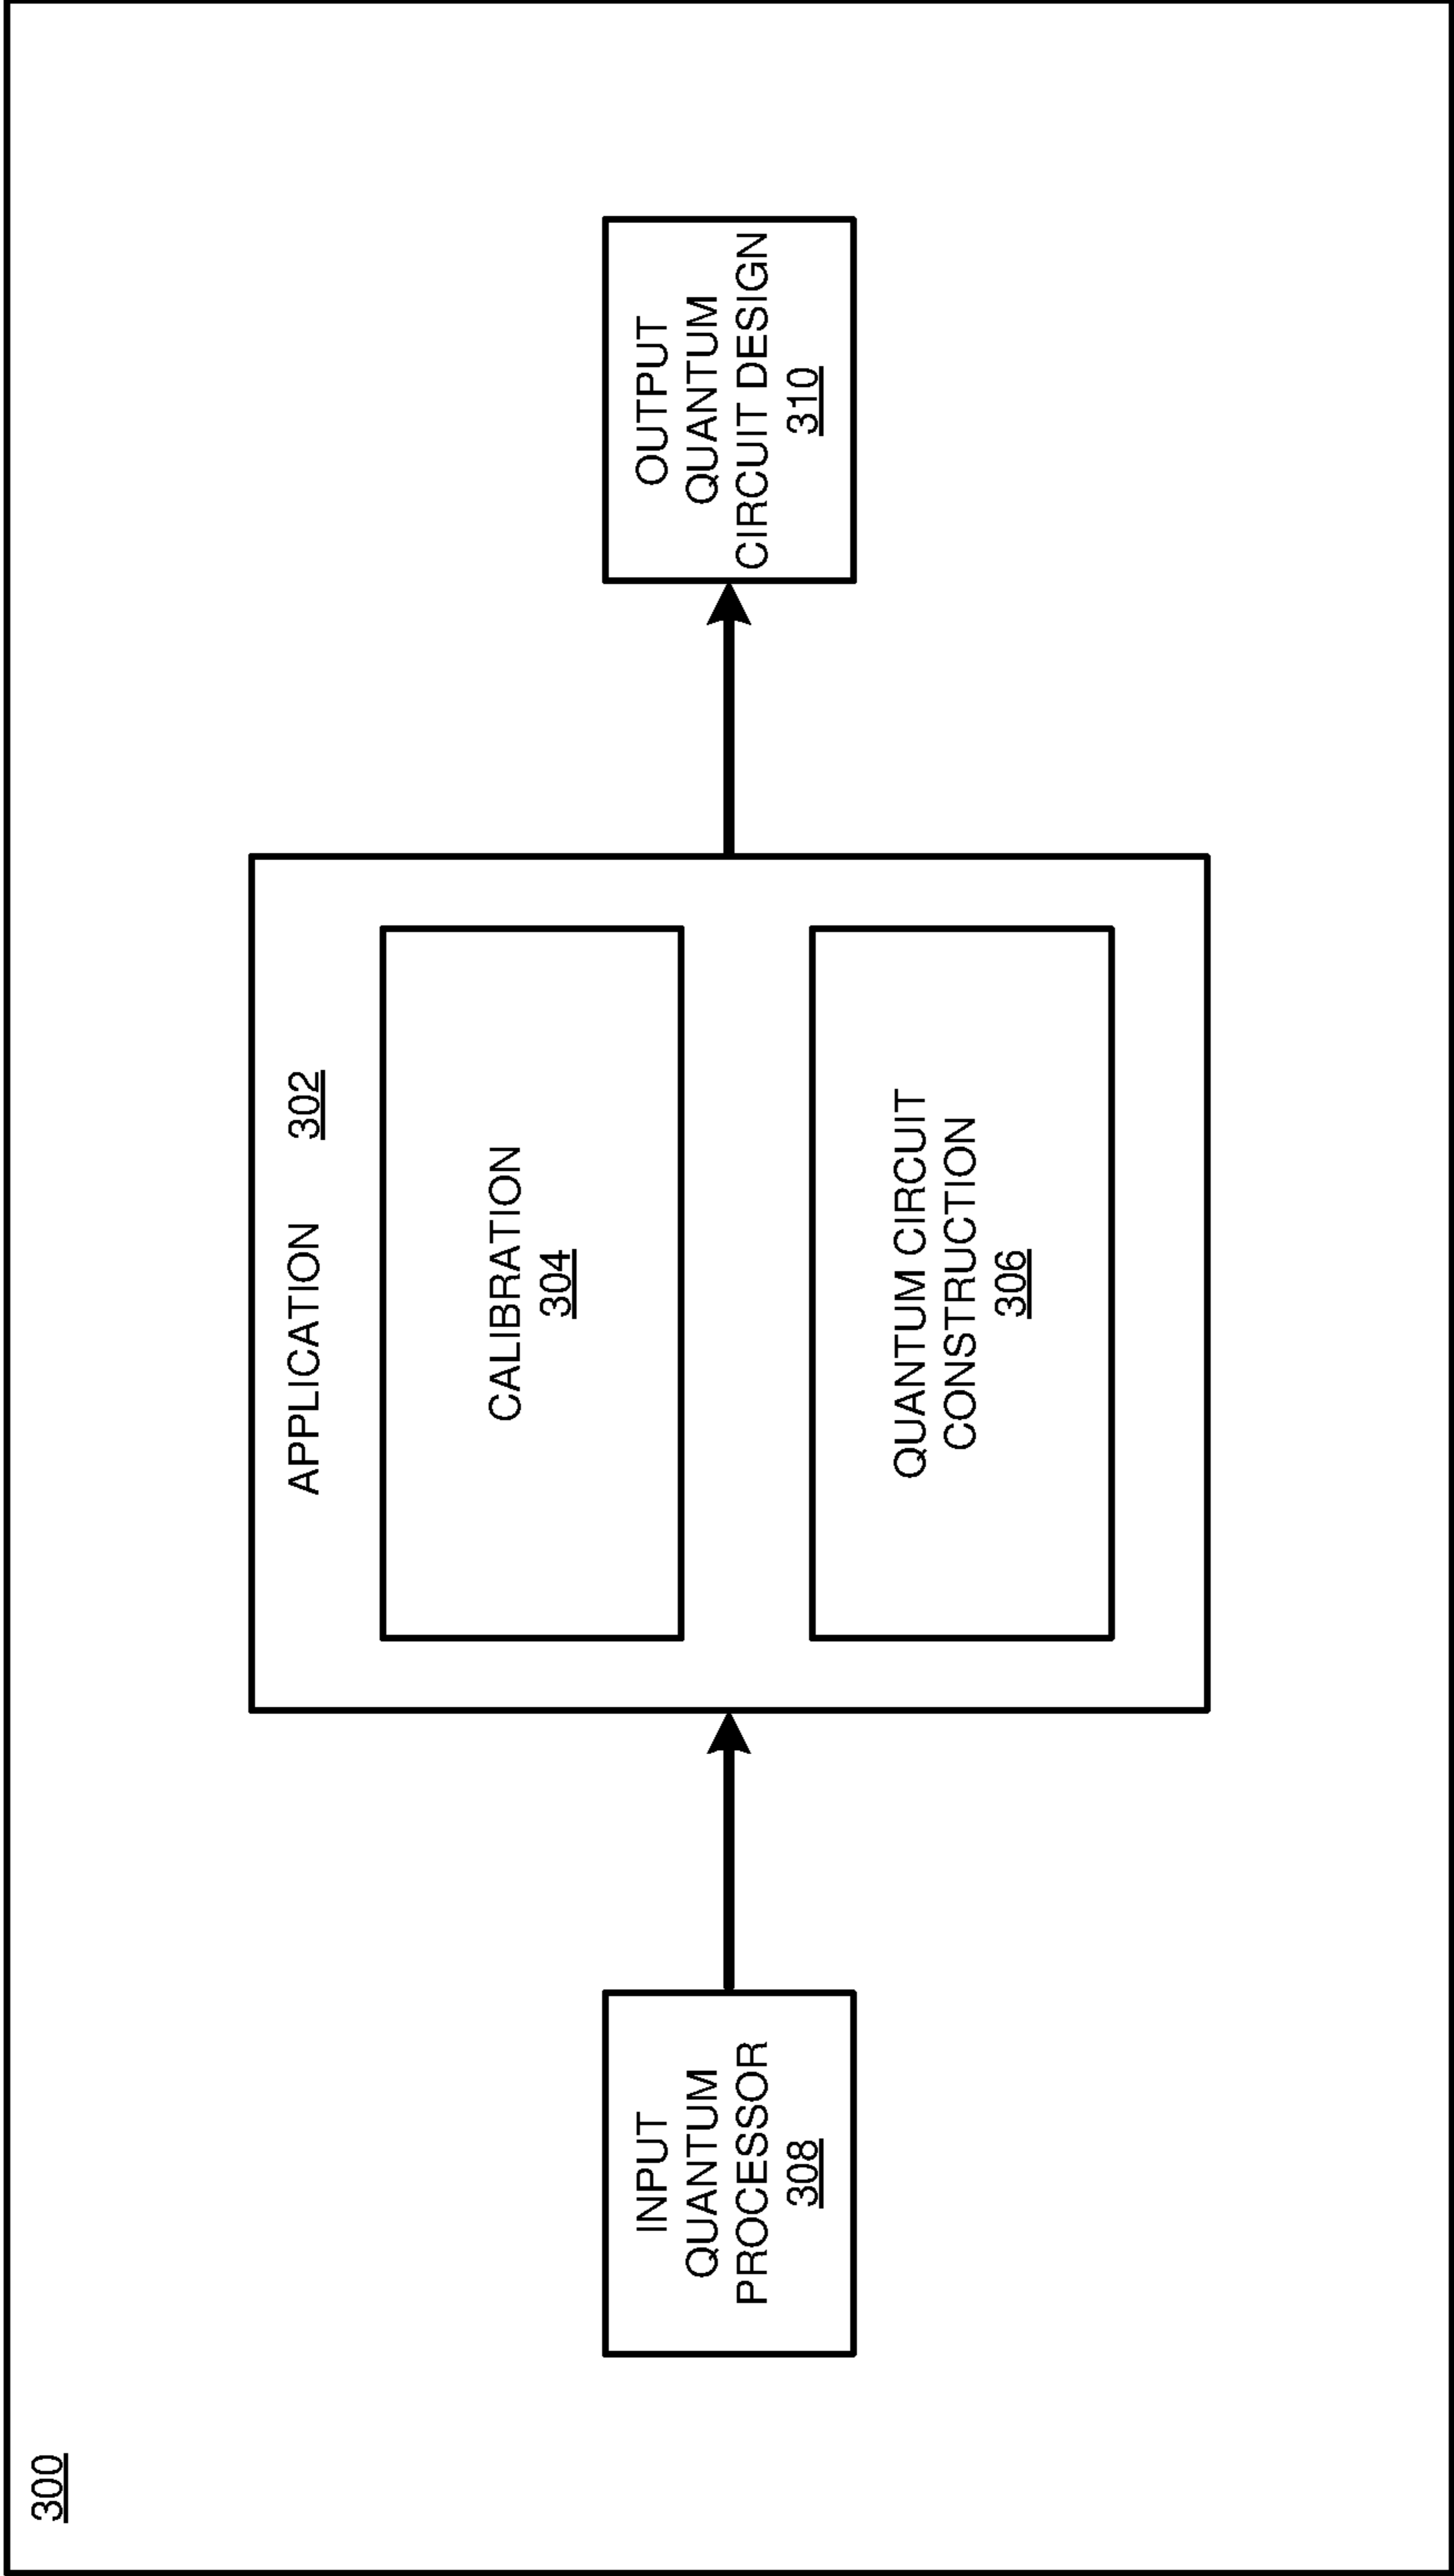 300
INPUT
QUANTUM
PROCESSOR
308
APPLICATION 302
CALIBRATION
304
QUANTUM CIRCUIT
CONSTRUCTION
306
OUTPUT
QUANTUM
CIRCUIT DESIGN
310